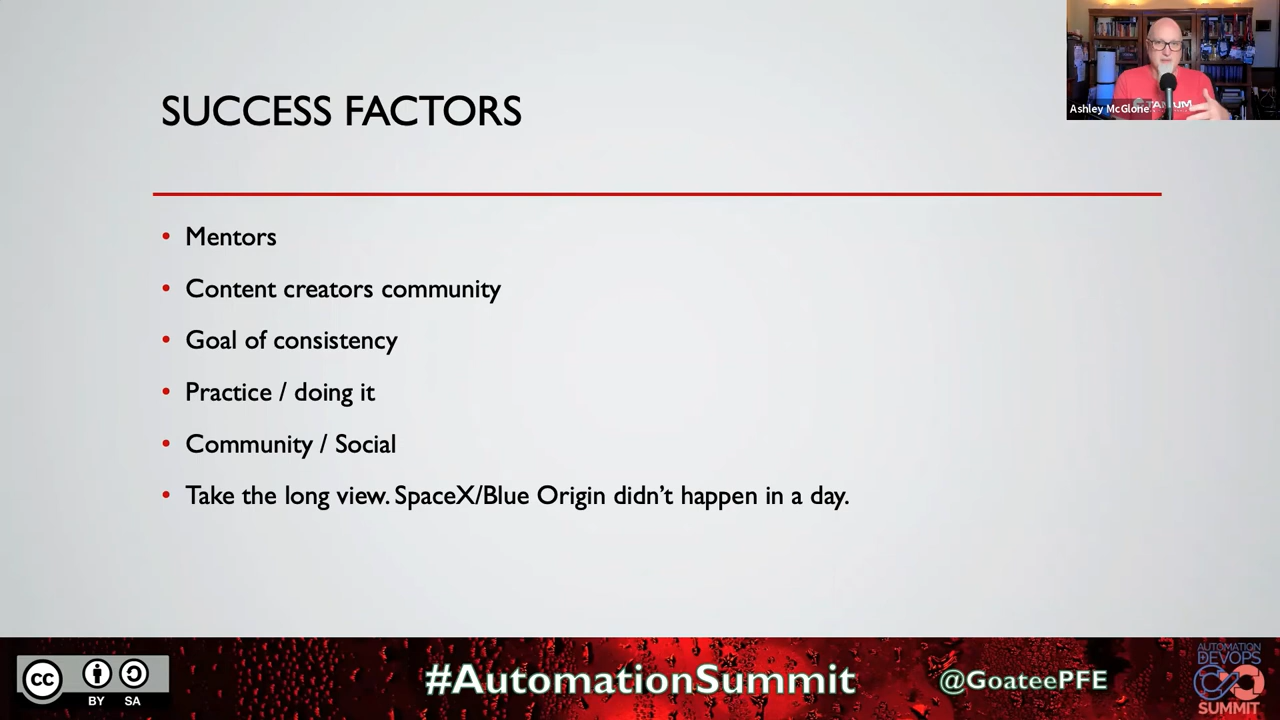 Ashley McGlone
TANIUM
SUCCESS FACTORS
• Mentors
• Content creators community
• Goal of consistency
• Practice / doing it
• Community / Social
• Take the long view. SpaceX/Blue Origin didn’t happen in a day.
cc
BY SA
#AutomationSummit
@GoateePFE
AUTOMATION
DEVOPS
SUMMIT